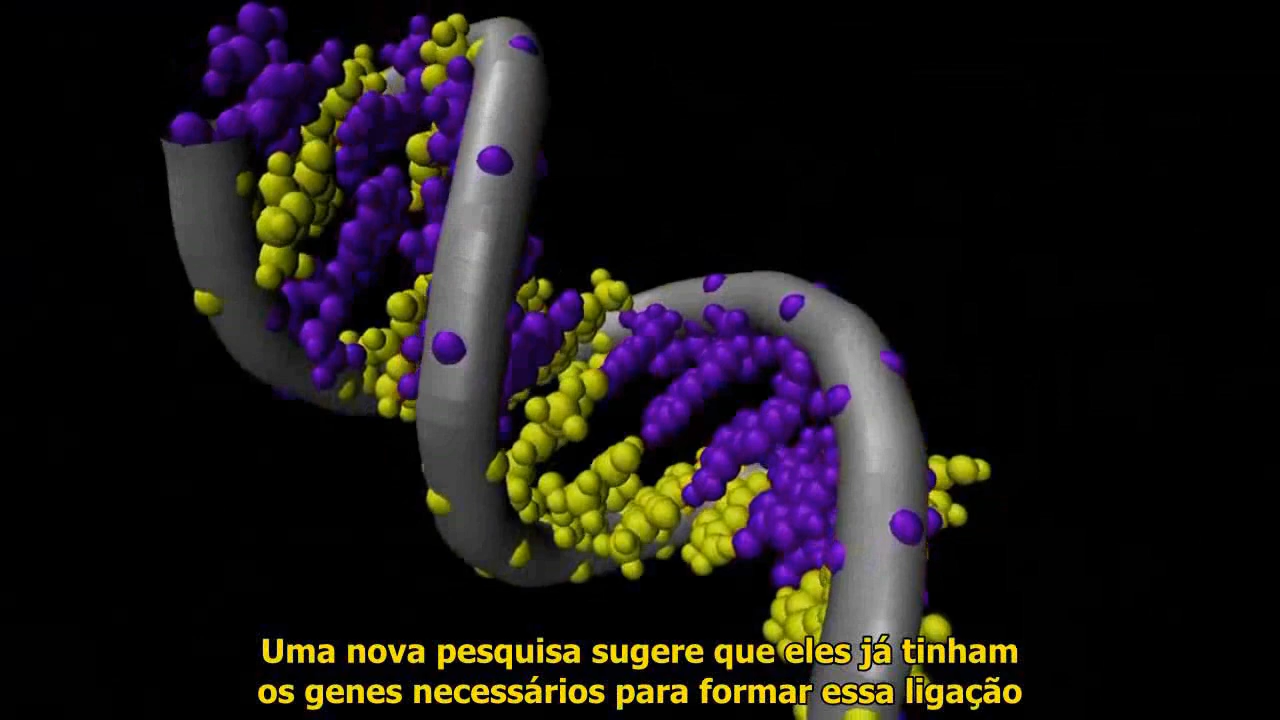 Uma nova pesquisa sugere que eles já tinham
os genes necessários para formar essa ligação